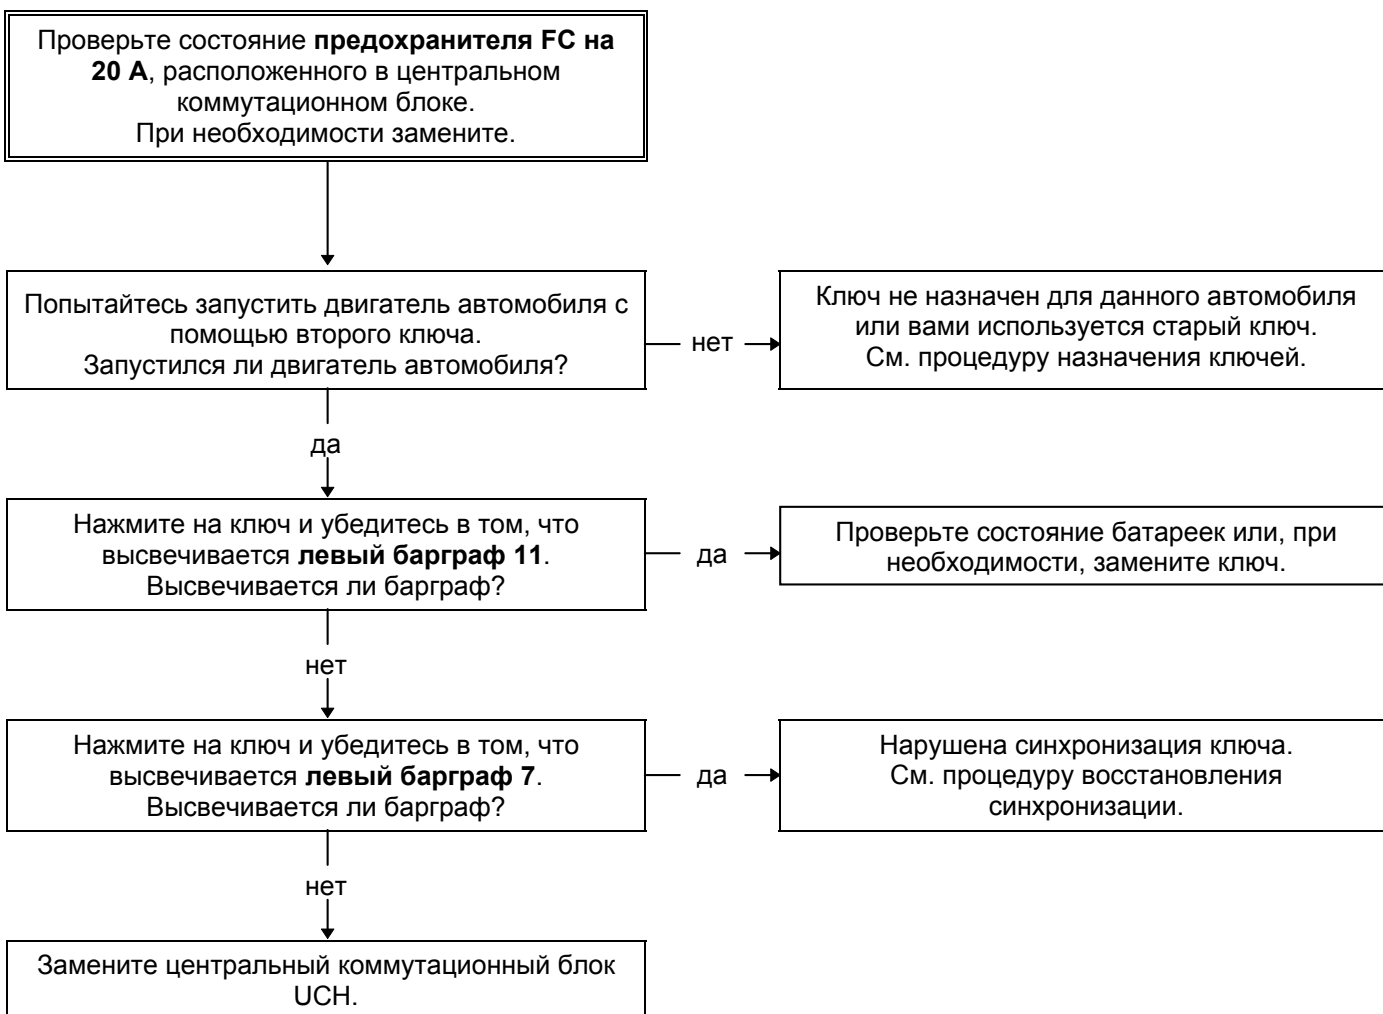 Проверьте состояние предохранителя FC на
20 А, расположенного в центральном
коммутационном блоке.
При необходимости замените.
Попытайтесь запустить двигатель автомобиля с
помощью второго ключа.
Запустился ли двигатель автомобиля?
нет
Ключ не назначен для данного автомобиля
или вами используется старый ключ.
См. процедуру назначения ключей.
да
Нажмите на ключ и убедитесь в том, что
высвечивается левый барграф 11.
Высвечивается ли барграф?
да
Проверьте состояние батареек или, при
необходимости, замените ключ.
нет
Нажмите на ключ и убедитесь в том, что
высвечивается левый барграф 7.
Высвечивается ли барграф?
да
Нарушена синхронизация ключа.
См. процедуру восстановления
синхронизации.
нет
Замените центральный коммутационный блок
UCH.